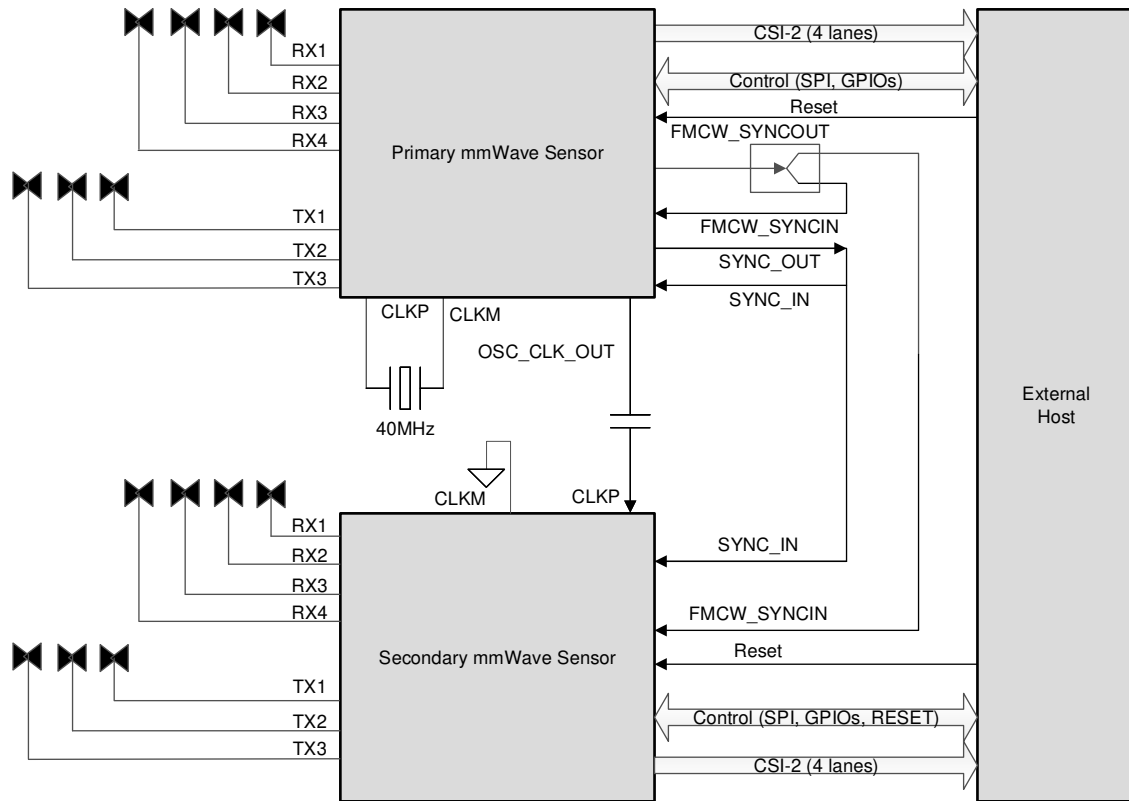 RX1
RX2
RX3
RX4
TX1
TX2
TX3
Primary mmWave Sensor
CSI-2 (4 lanes)
Control (SPI, GPIOs)
Reset
FMCW_SYNCOUT
FMCW_SYNCIN
SYNC_OUT
SYNC_IN
CLKP
CLKM
OSC_CLK_OUT
40MHz
External
Host
CLKM
CLKP
RX1
RX2
RX3
RX4
TX1
TX2
TX3
Secondary mmWave Sensor
SYNC_IN
FMCW_SYNCIN
Reset
Control (SPI, GPIOs, RESET)
CSI-2 (4 lanes)